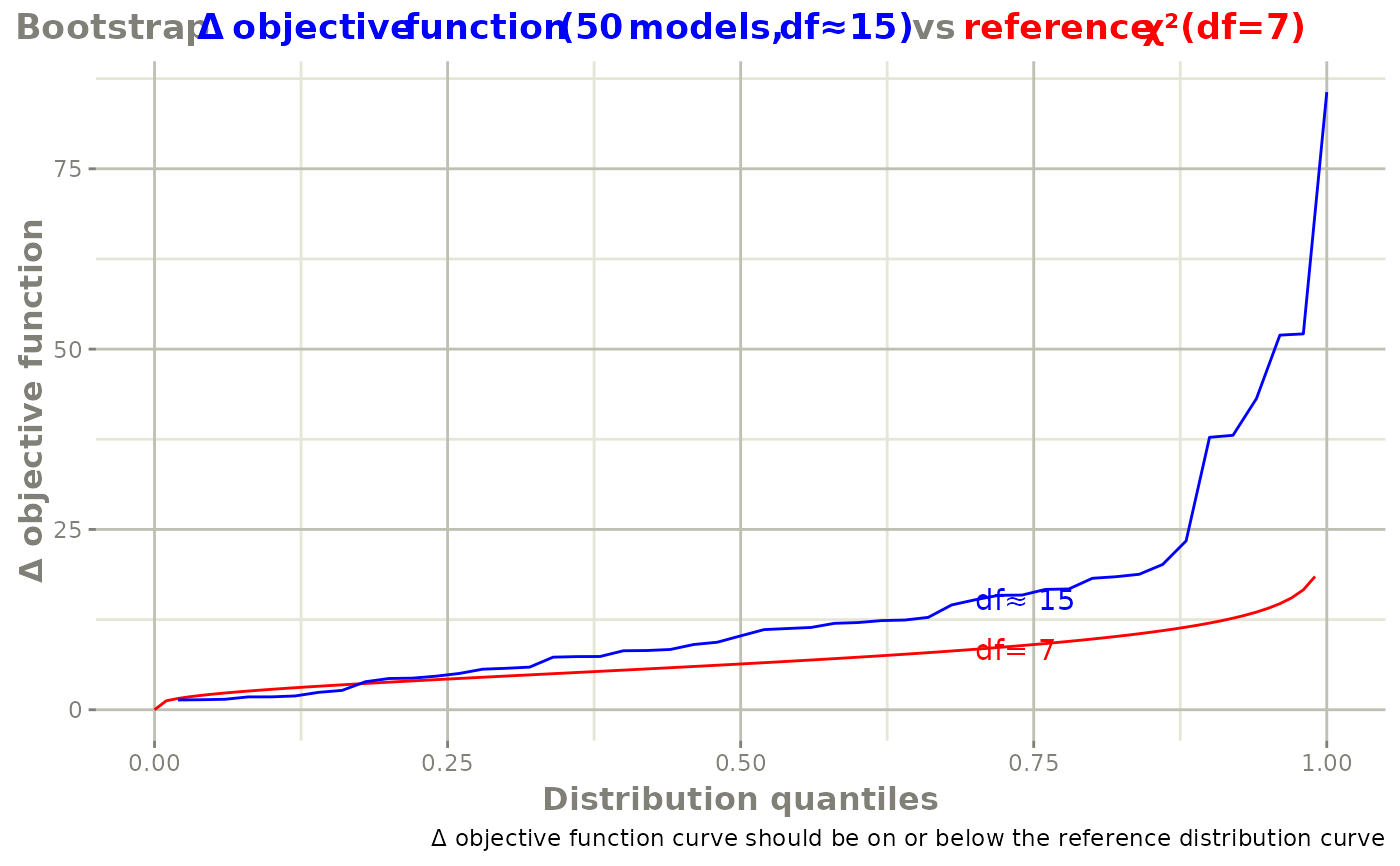 Bootstrap Δ objective function (50 models, df≈15) vs reference χ²(df=7)
Δ objective function
75
50
25
0
df≈ 15
df= 7
0.00 0.25 0.50 0.75 1.00
Distribution quantiles
Δ objective function curve should be on or below the reference distribution curve